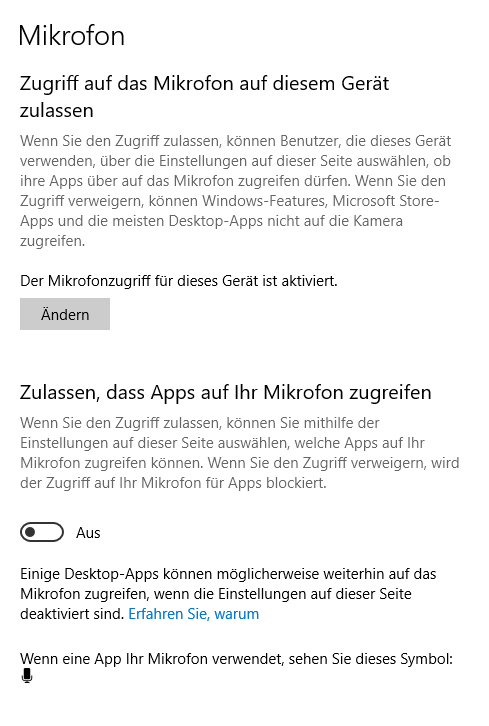 Mikrofon
Zugriff auf das Mikrofon auf diesem Gerät
zulassen
Wenn Sie den Zugriff zulassen, können Benutzer, die dieses Gerät
verwenden, über die Einstellungen auf dieser Seite auswählen, ob
ihre Apps über auf das Mikrofon zugreifen dürfen. Wenn Sie den
Zugriff verweigern, können Windows-Features, Microsoft Store-
Apps und die meisten Desktop-Apps nicht auf die Kamera
zugreifen.
Der Mikrofonzugriff für dieses Gerät ist aktiviert.
Ändern
Zulassen, dass Apps auf Ihr Mikrofon zugreifen
Wenn Sie den Zugriff zulassen, können Sie mithilfe der
Einstellungen auf dieser Seite auswählen, welche Apps auf Ihr
Mikrofon zugreifen können. Wenn Sie den Zugriff verweigern, wird
der Zugriff auf Ihr Mikrofon für Apps blockiert.
Aus
Einige Desktop-Apps können möglicherweise weiterhin auf das
Mikrofon zugreifen, wenn die Einstellungen auf dieser Seite
deaktiviert sind. Erfahren Sie, warum
Wenn eine App Ihr Mikrofon verwendet, sehen Sie dieses Symbol: